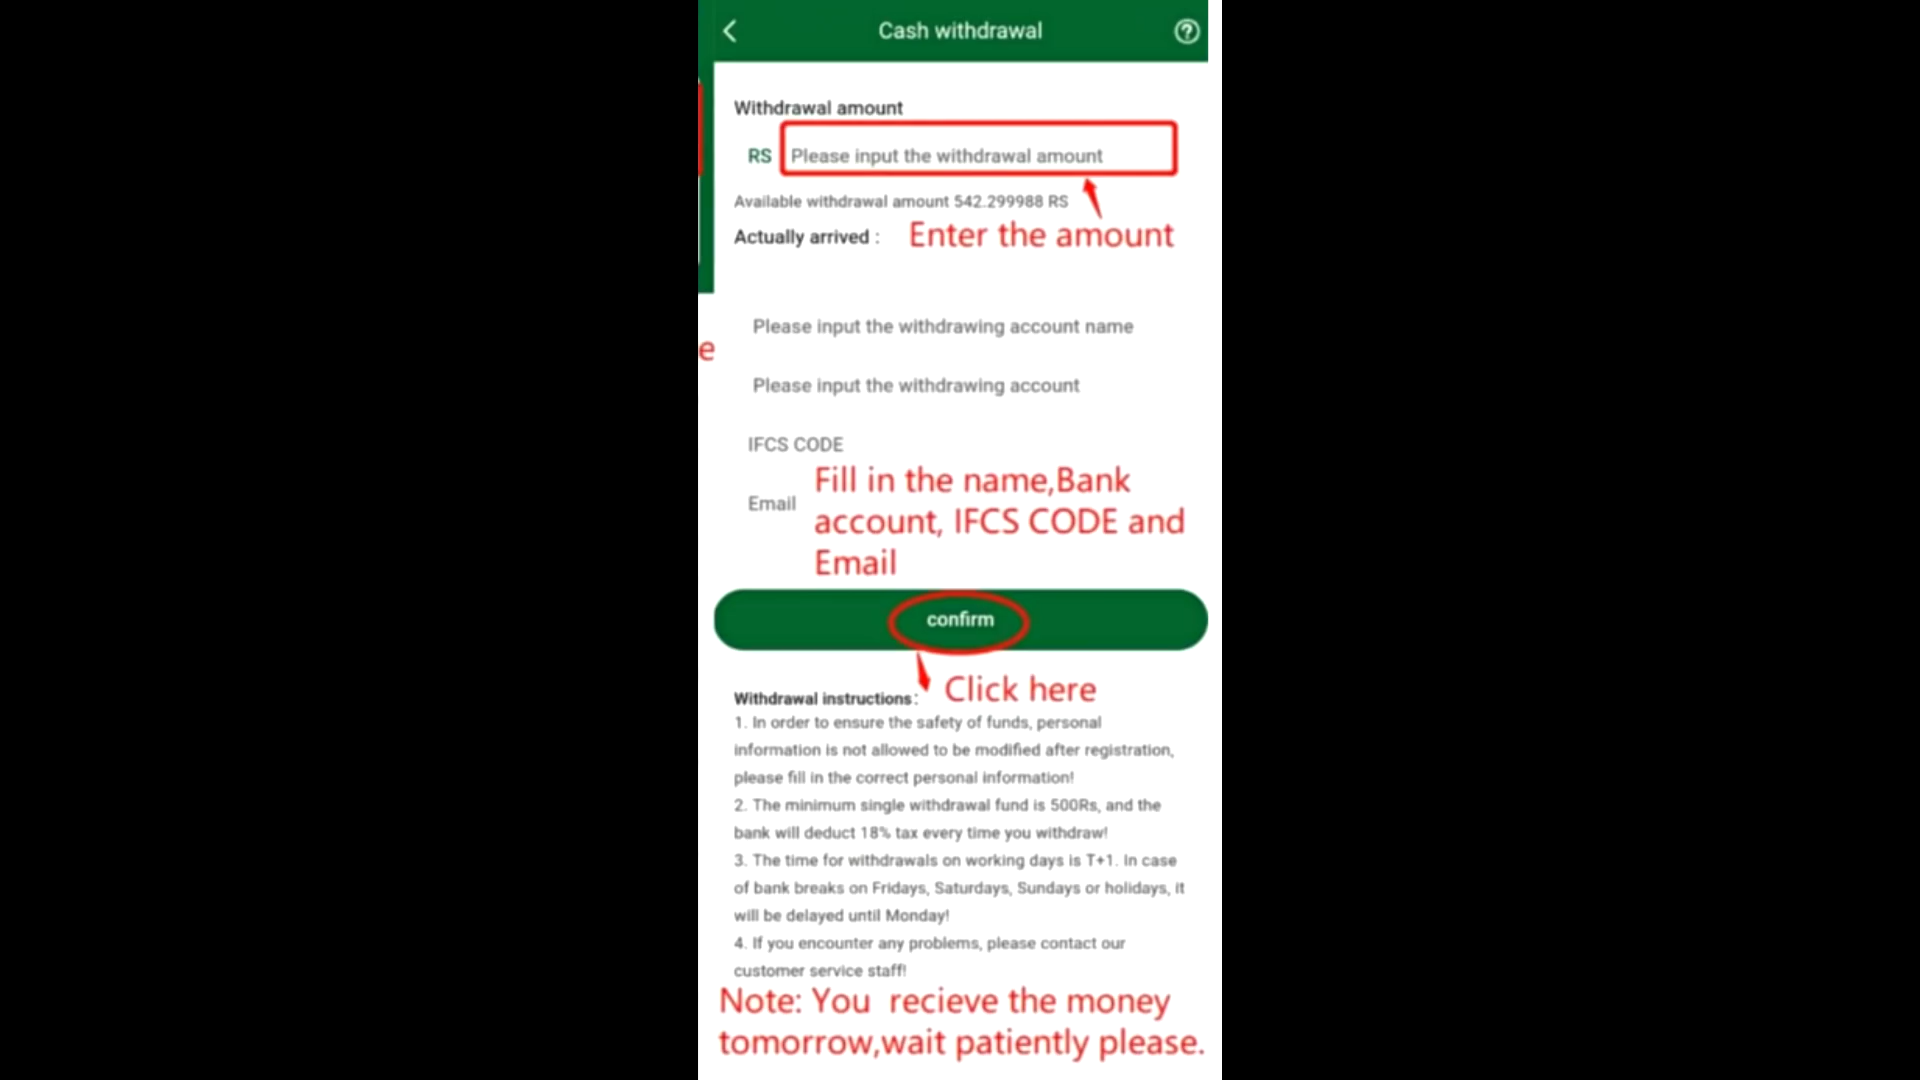 Cash withdrawal
Withdrawal amount
RS Please input the withdrawal amount
Available withdrawal amount 542.299988 RS
Actually arrived : Enter the amount
Please input the withdrawing account name
e
Please input the withdrawing account
IFCS CODE
Fill in the name,Bank
account, IFCS CODE and
Email
Email
confirm
Click here
Withdrawal instructions:
1. In order to ensure the safety of funds, personal
information is not allowed to be modified after registration,
please fill in the correct personal information!
2. The minimum single withdrawal fund is 500Rs, and the
bank will deduct 18% tax every time you withdraw!
3. The time for withdrawals on working days is T+1. In case
of bank breaks on Fridays, Saturdays, Sundays or holidays, it
will be delayed until Monday!
4. If you encounter any problems, please contact our
customer service staff!
Note: You recieve the money
tomorrow,wait patiently please.